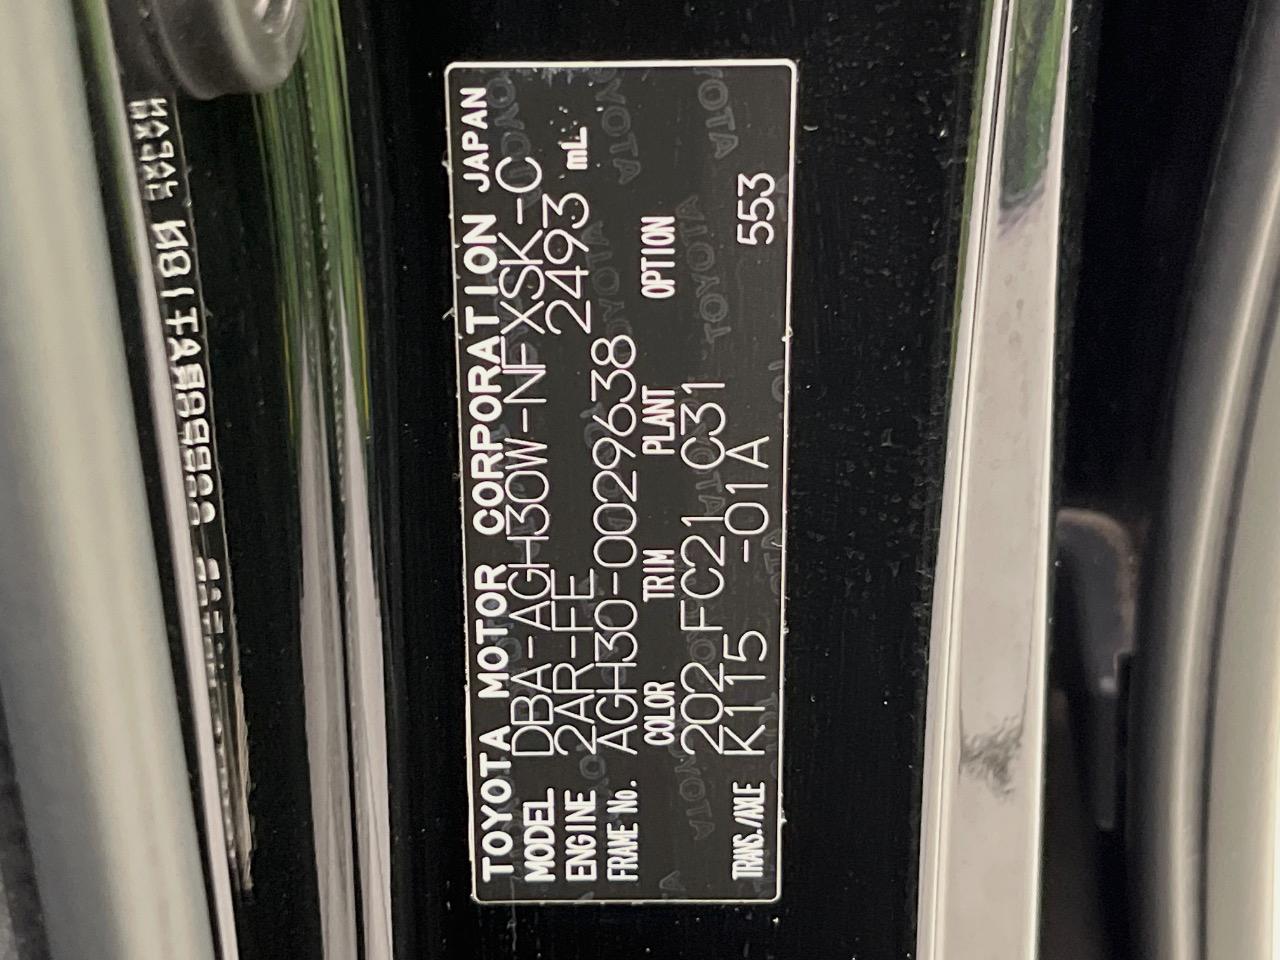 TOYOTA MOTOR CORPORATION JAPAN
MODEL DBA-AGH30W-NFXSK-C
ENGINE 2AR-FE 2493 mL
FRAME No. AGH30-0029638
COLOR TRIM PLANT OPTION
202 FC21 C31
TRANS./AXLE K115 -01A 553